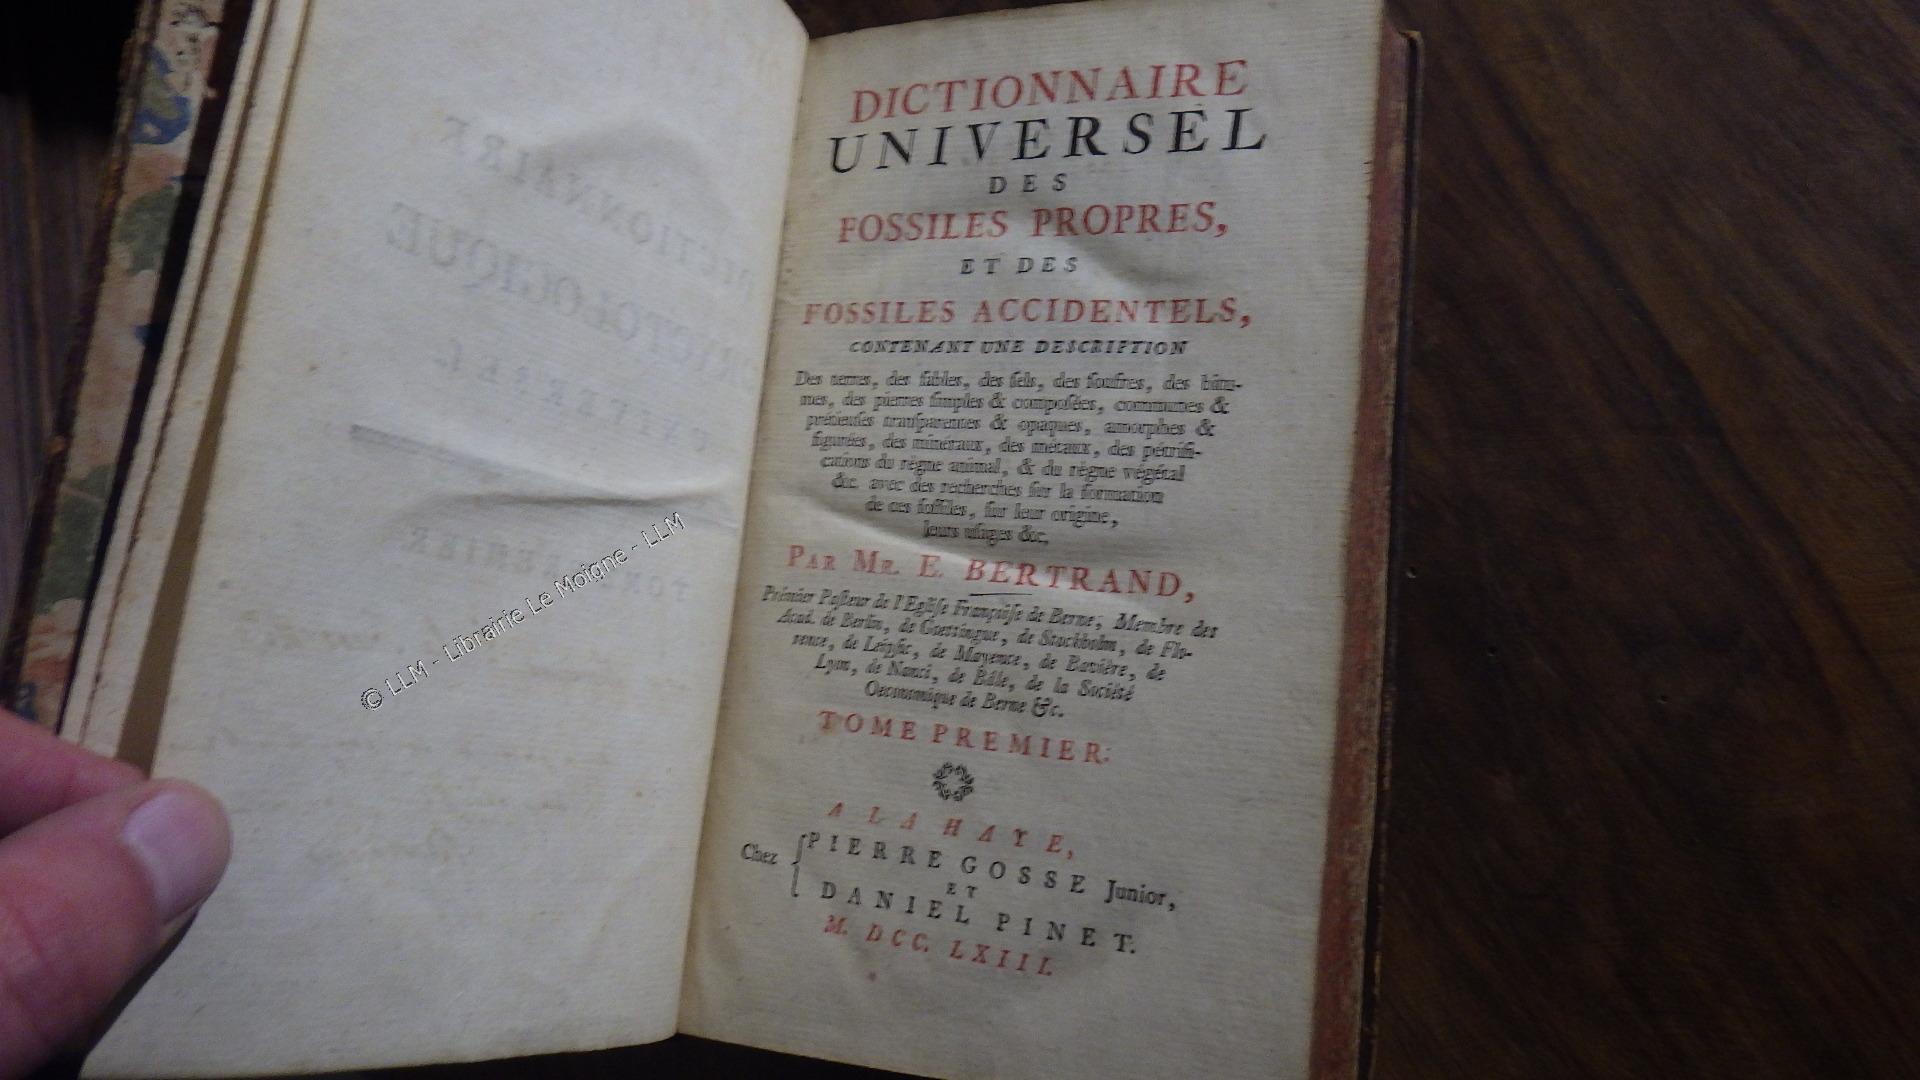 DICTIONNAIRE
UNIVERSEL
DES
FOSSILES PROPRES,
ET DES
FOSSILES ACCIDENTELS,
CONTENANT UNE DESCRIPTION
Des terres, des ſables, des ſels, des ſoufres, des bitu-
mes, des pierres ſimples & compoſées, communes &
précieuſes tranſparentes & opaques, amorphes &
figurées, des minéraux, des métaux, des pétrifi-
cations du règne animal, & du règne végétal
&c. avec des recherches ſur la formation
de ces foſſiles, ſur leur origine,
leurs uſages &c.
PAR MR. E. BERTRAND,
Prémier Paſteur de l'Egliſe Françoiſe de Berne, Membre des
Acad. de Berlin, de Goettingue, de Stockholm, de Flo-
rence, de Leipſic, de Mayence, de Bavière, de
Lyon, de Nanci, de Bâle, de la Société
Oeconomique de Berne &c.
TOME PREMIER.
A LA HAYE,
Chez { PIERRE GOSSE Junior,
ET
DANIEL PINET.
M. DCC. LXIII.
© LLM - Librairie Le Moigne - LLM